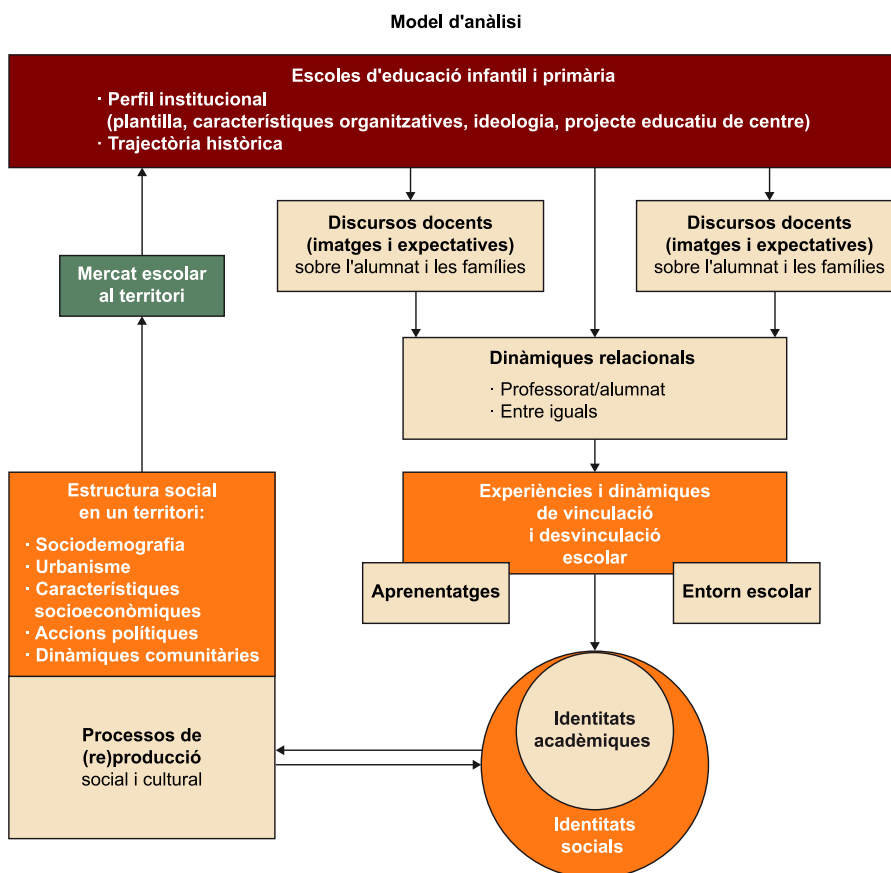 Model d'anàlisi
Escoles d'educació infantil i primària
· Perfil institucional
(plantilla, característiques organitzatives, ideologia, projecte educatiu de centre)
· Trajectòria històrica
Discursos docents
(imatges i expectatives)
sobre l'alumnat i les famílies
Discursos docents
(imatges i expectatives)
sobre l'alumnat i les famílies
Mercat escolar
al territori
Dinàmiques relacionals
· Professorat/alumnat
· Entre iguals
Estructura social
en un territori:
· Sociodemografia
· Urbanisme
· Característiques
socioeconòmiques
· Accions polítiques
· Dinàmiques comunitàries
Experiències i dinàmiques
de vinculació
i desvinculació
escolar
Aprenentatges
Entorn escolar
Processos de
(re)producció
social i cultural
Identitats
acadèmiques
Identitats
socials